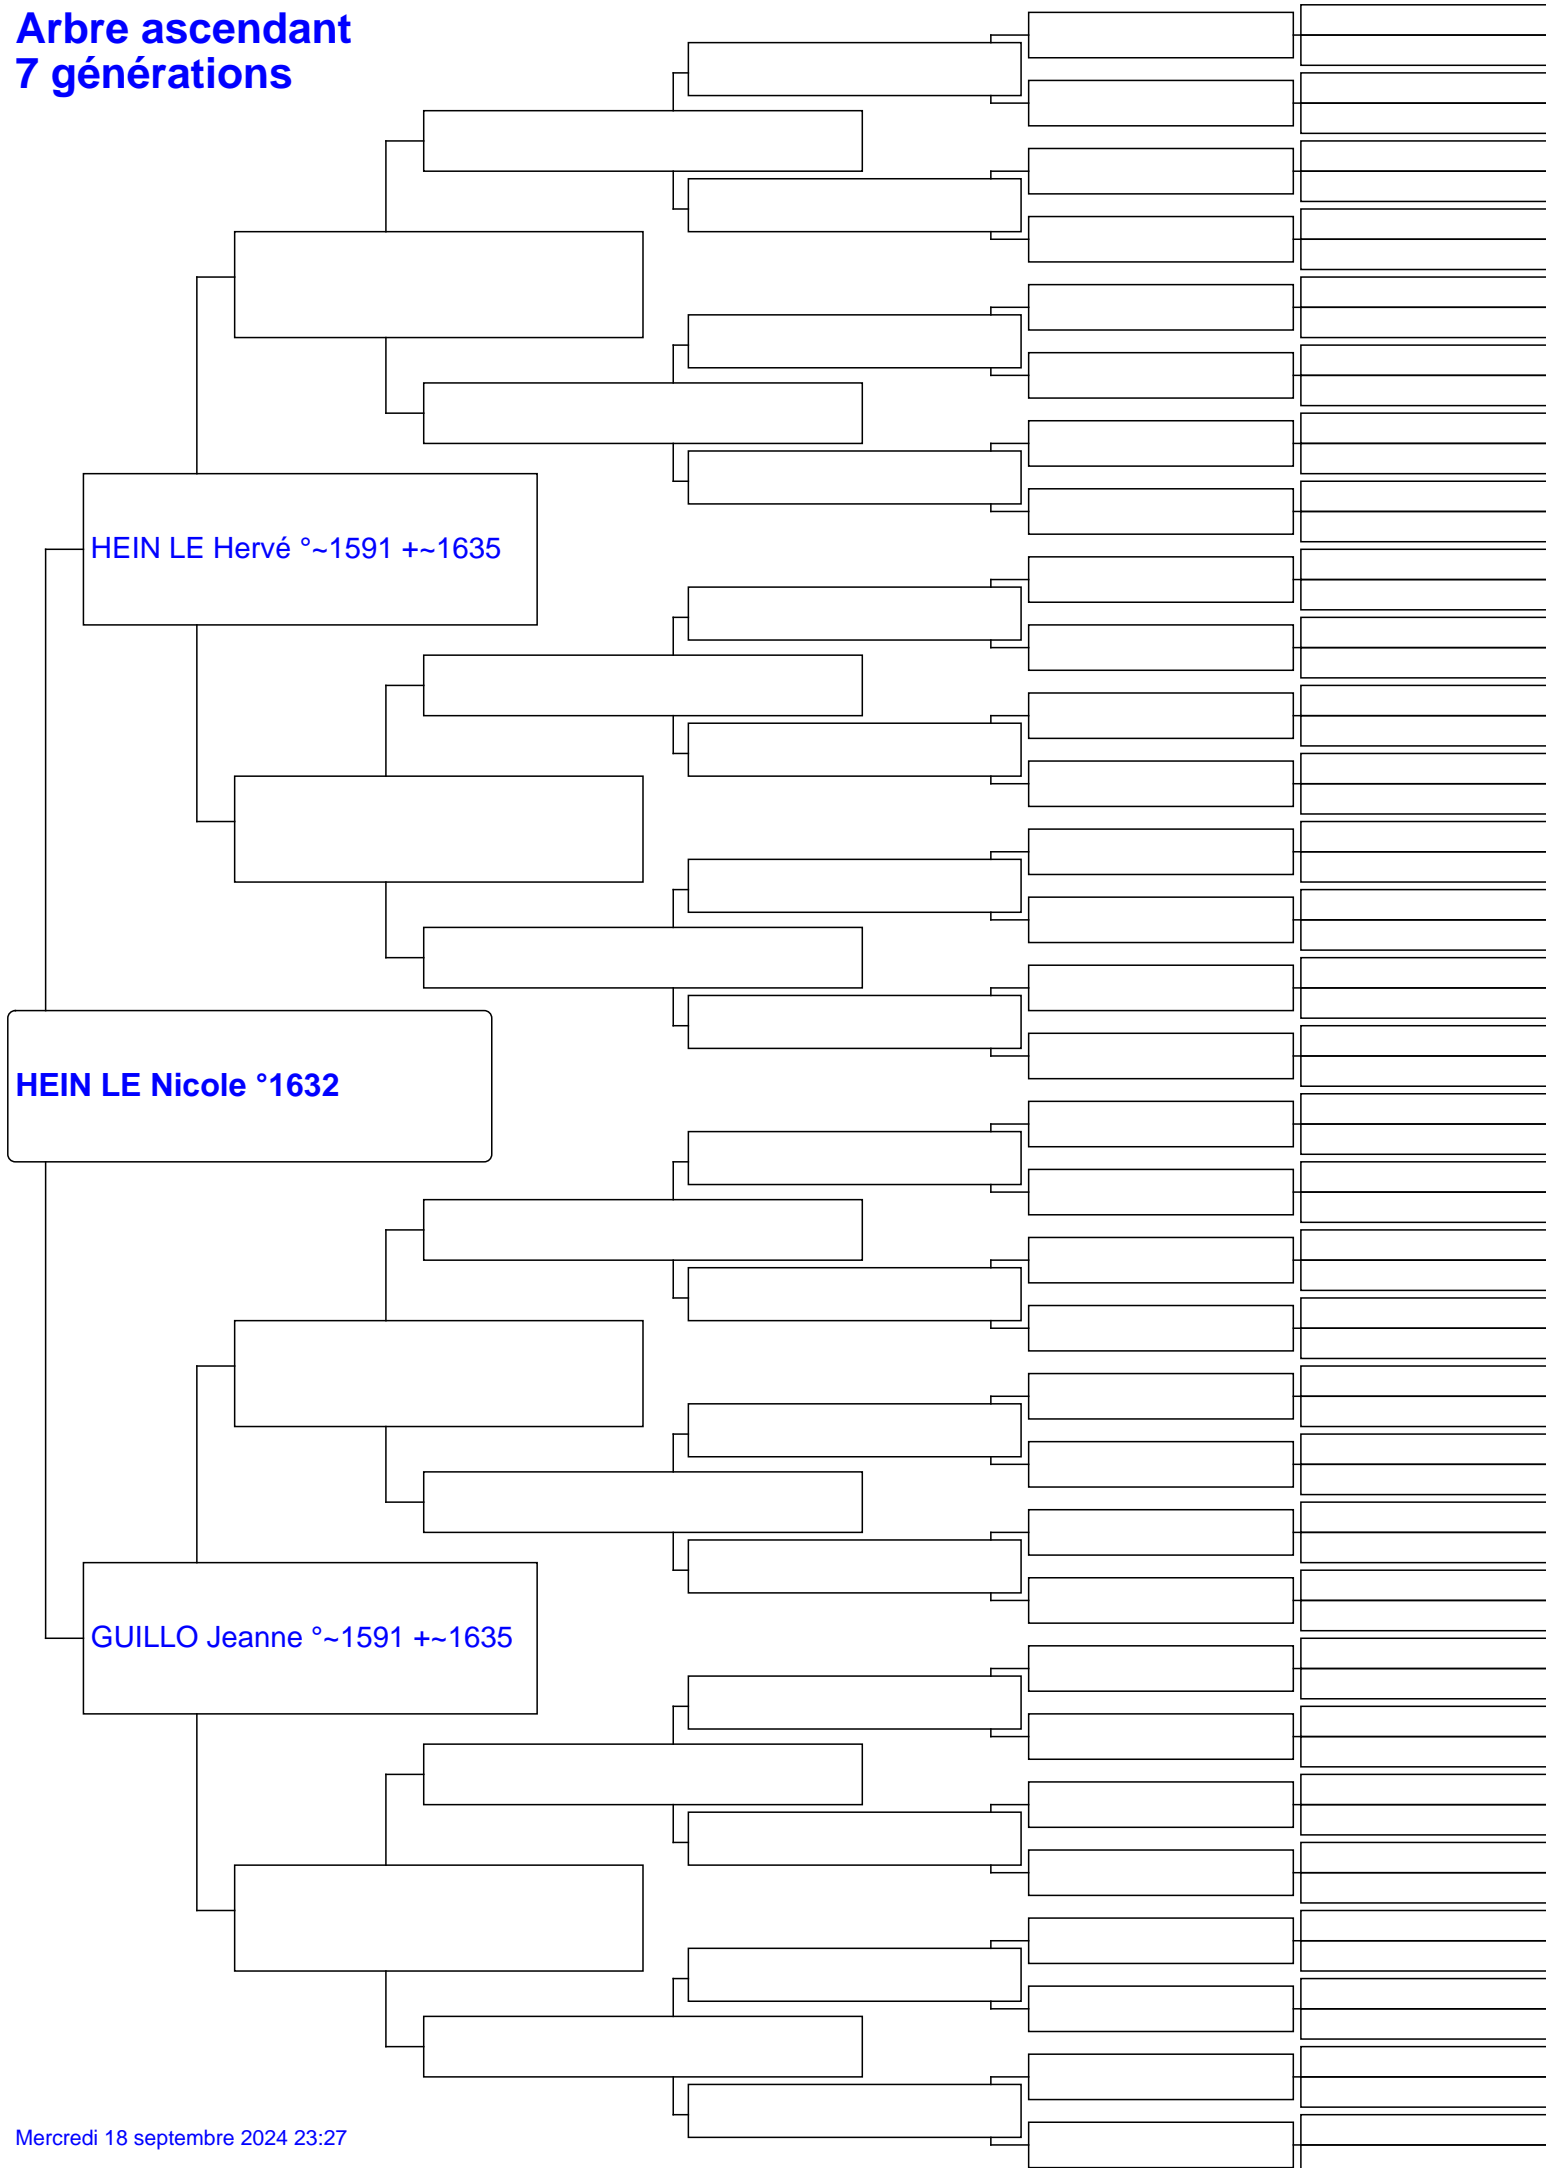 Arbre ascendant
7 générations
HEIN LE Hervé °~1591 +~1635
HEIN LE Nicole °1632
GUILLO Jeanne °~1591 +~1635
Mercredi 18 septembre 2024 23:27